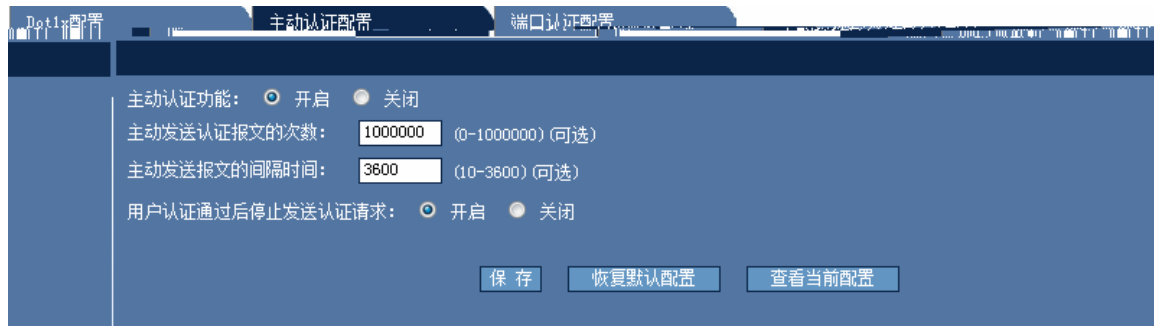 Dot1x配置 主动认证配置 端口认证配置
主动认证功能： 开启 关闭
主动发送认证报文的次数： 1000000 (0-1000000)(可选)
主动发送报文的间隔时间： 3600 (10-3600)(可选)
用户认证通过后停止发送认证请求： 开启 关闭
保 存 恢复默认配置 查看当前配置